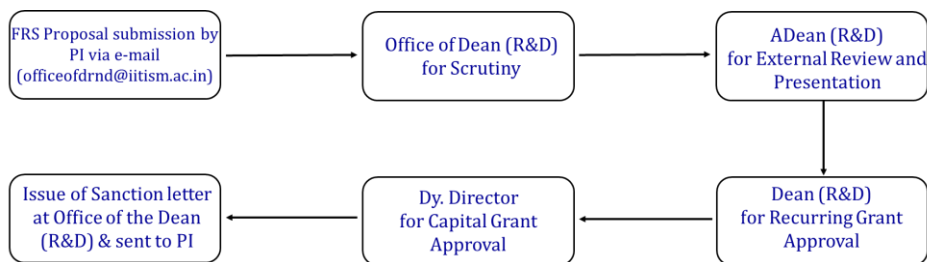 FRS Proposal submission by
PI via e-mail
(officeofdrnd@iitism.ac.in)
Office of Dean (R&D)
for Scrutiny
ADean (R&D)
for External Review and
Presentation
Dean (R&D)
for Recurring Grant
Approval
Dy. Director
for Capital Grant
Approval
Issue of Sanction letter
at Office of the Dean
(R&D) & sent to PI